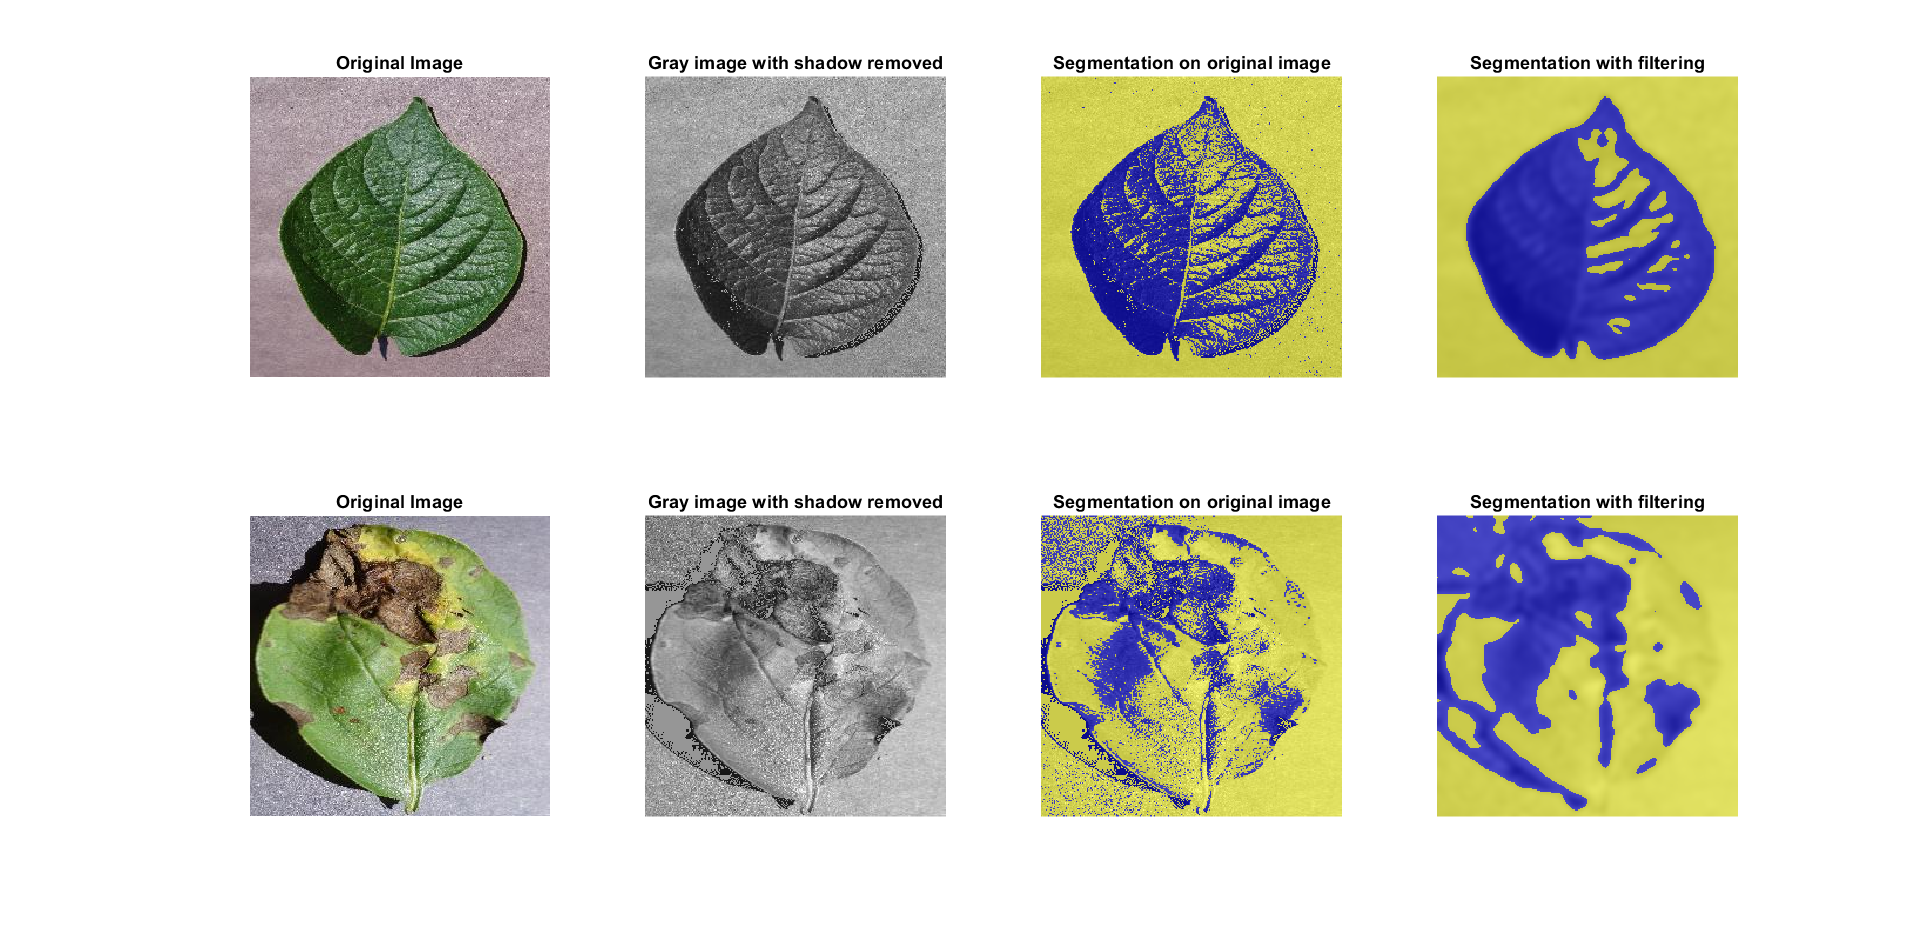 Original Image
Gray image with shadow removed
Segmentation on original image
Segmentation with filtering
Original Image
Gray image with shadow removed
Segmentation on original image
Segmentation with filtering